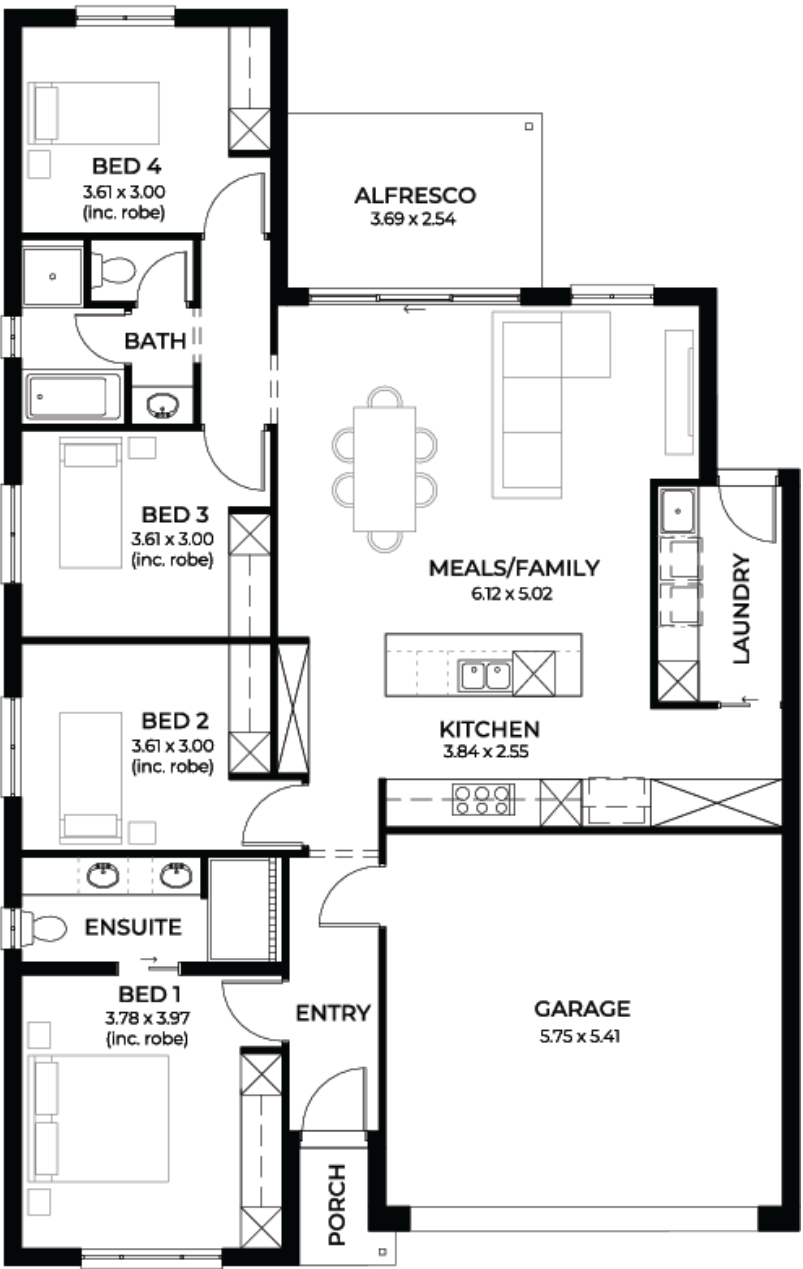 BED 4
3.61 x 3.00
(inc. robe)
ALFRESCO
3.69 x 2.54
BATH
BED 3
3.61 x 3.00
(inc. robe)
MEALS/FAMILY
6.12 x 5.02
LAUNDRY
BED 2
3.61 x 3.00
(inc. robe)
KITCHEN
3.84 x 2.55
ENSUITE
BED 1
3.78 x 3.97
(inc. robe)
ENTRY
GARAGE
5.75 x 5.41
PORCH